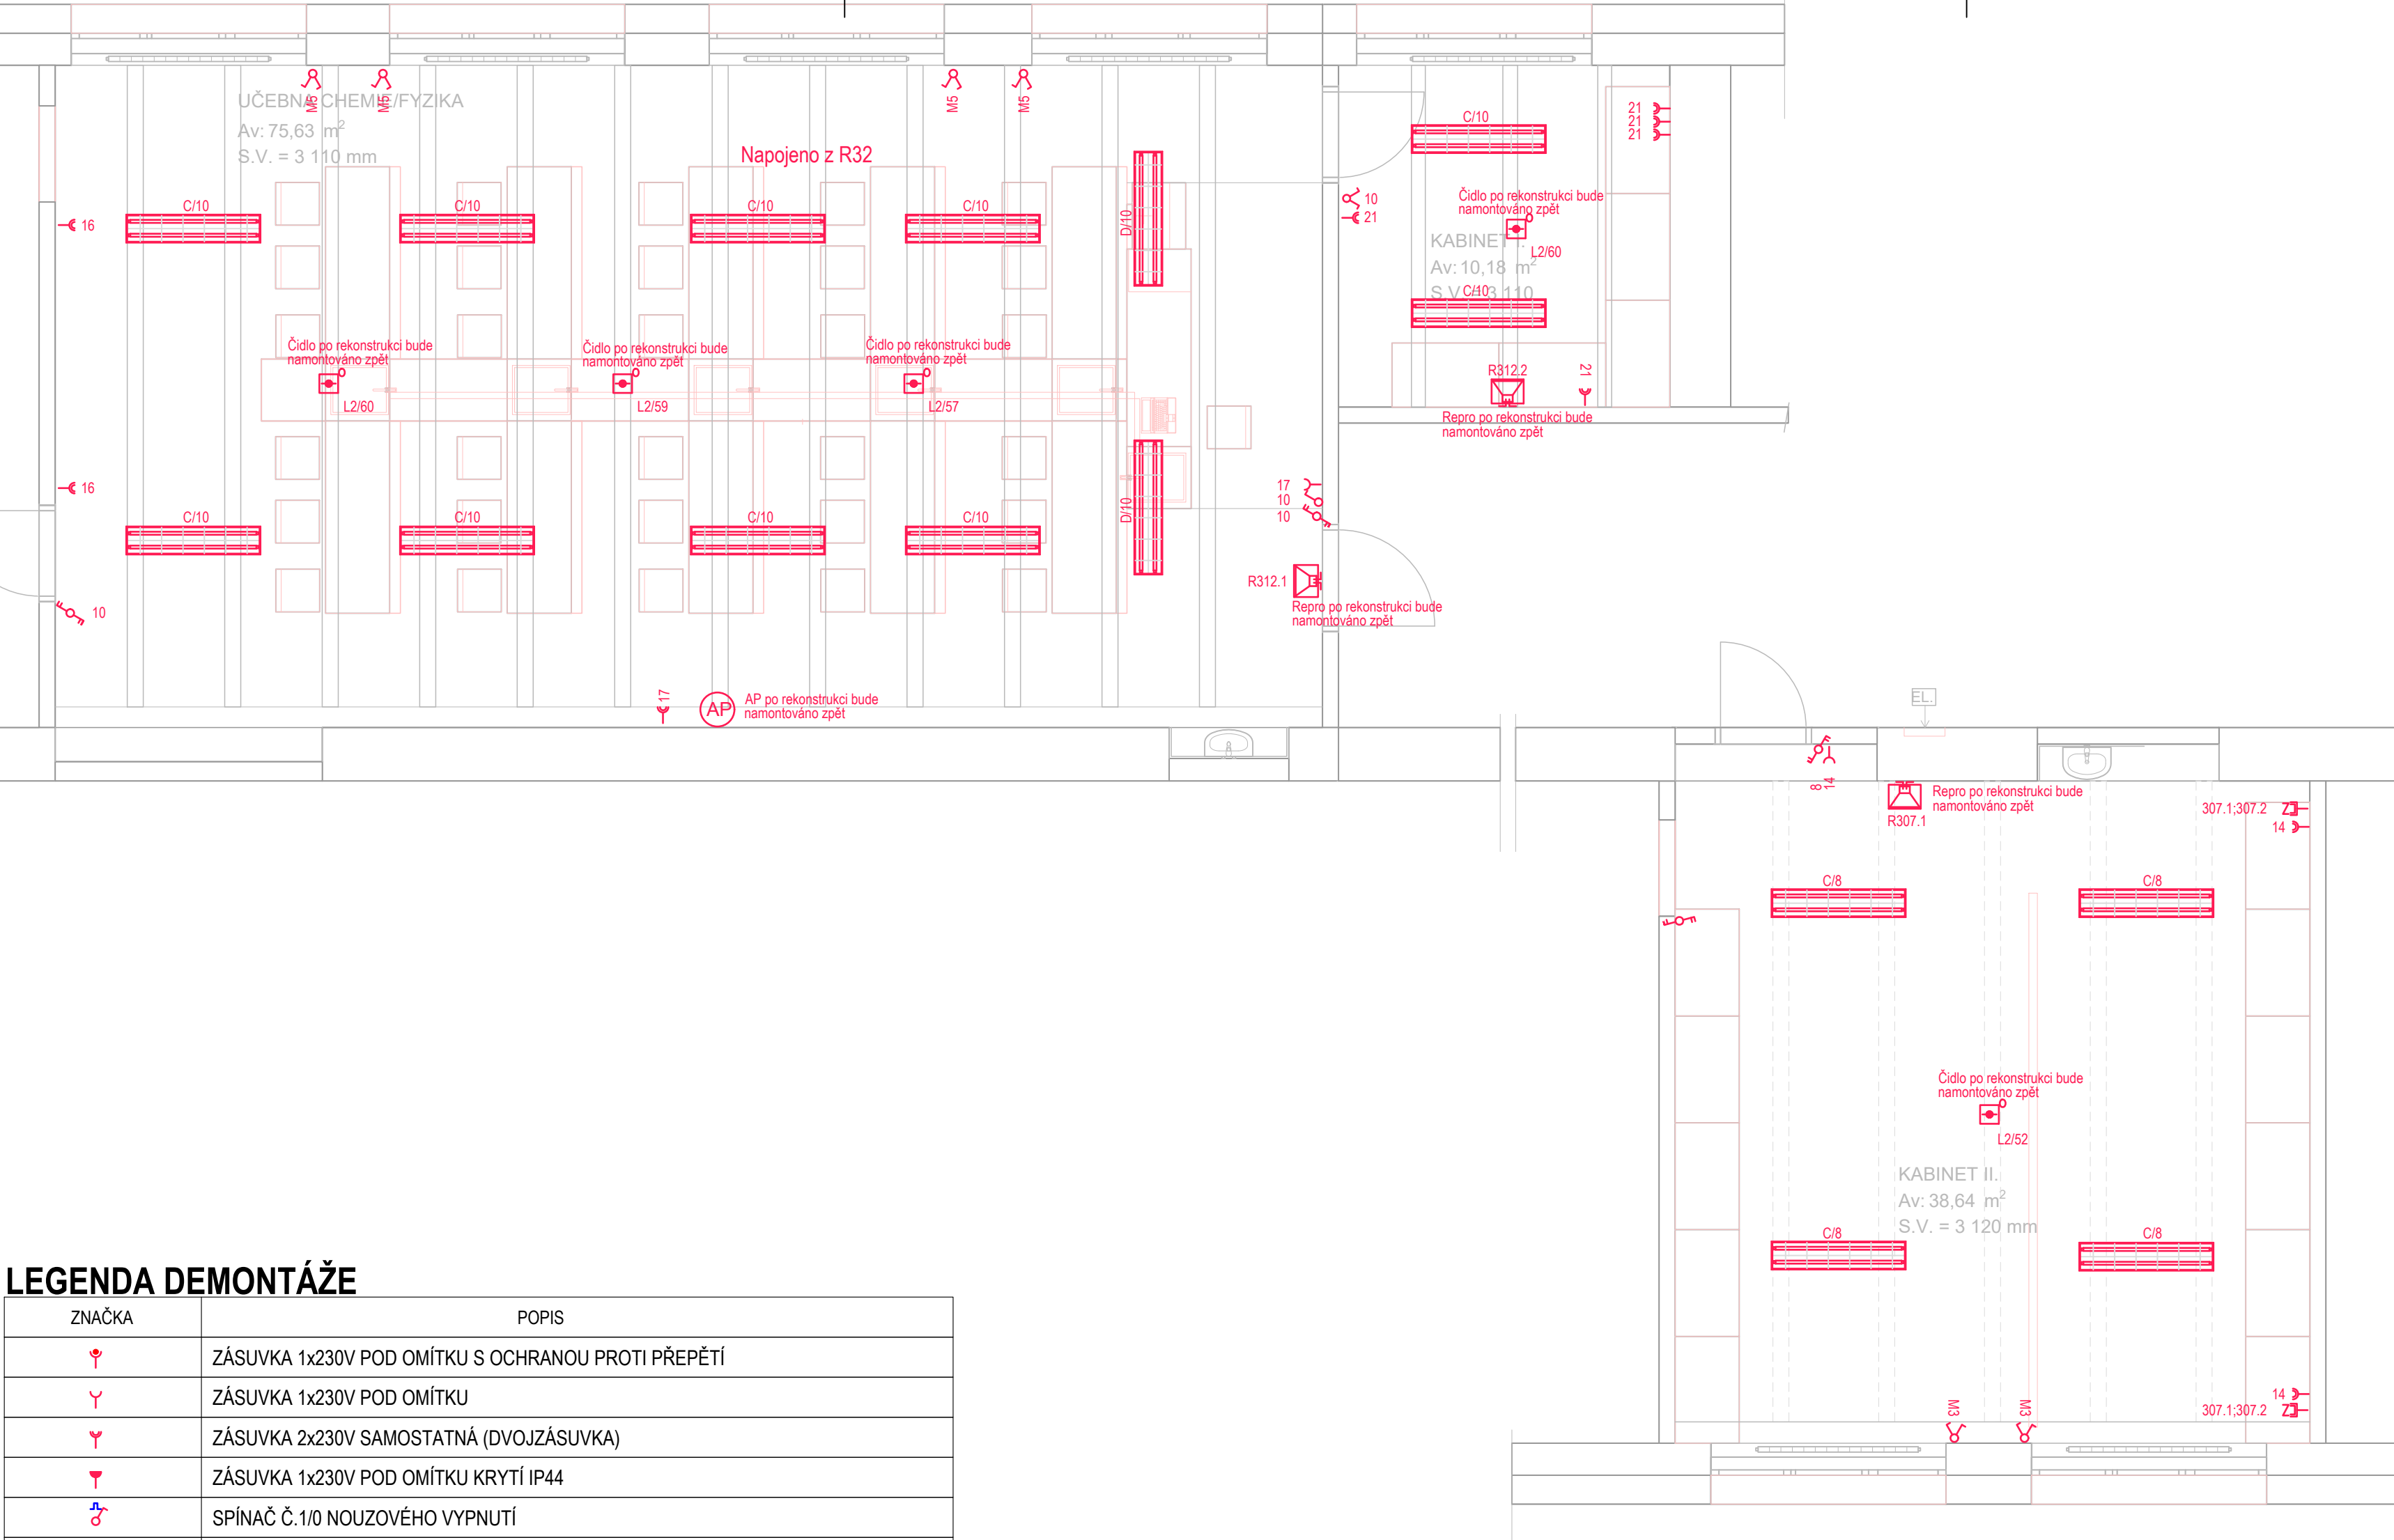 M5
M5
M5
M5
UČEBNA CHEMIE/FYZIKA
Av: 75,63 m²
S.V. = 3 110 mm
Napojeno z R32
C/10
C/10
C/10
C/10
D/10
16
Čidlo po rekonstrukci bude
namontováno zpět
L2/60
Čidlo po rekonstrukci bude
namontováno zpět
L2/59
Čidlo po rekonstrukci bude
namontováno zpět
L2/57
16
C/10
C/10
C/10
C/10
D/10
10
17
AP
AP po rekonstrukci bude
namontováno zpět
17
10
10
R312.1
Repro po rekonstrukci bude
namontováno zpět
C/10
21
21
21
10
21
Čidlo po rekonstrukci bude
namontováno zpět
L2/60
KABINET I.
Av: 10,18 m²
S.V. = 3 110
C/10
R312.2
21
Repro po rekonstrukci bude
namontováno zpět
EL.
8
14
R307.1
Repro po rekonstrukci bude
namontováno zpět
307.1;307.2
14
C/8
C/8
Čidlo po rekonstrukci bude
namontováno zpět
L2/52
KABINET II.
Av: 38,64 m²
S.V. = 3 120 mm
C/8
C/8
M3
M3
14
307.1;307.2
LEGENDA DEMONTÁŽE
ZNAČKA POPIS
ZÁSUVKA 1x230V POD OMÍTKU S OCHRANOU PROTI PŘEPĚTÍ
ZÁSUVKA 1x230V POD OMÍTKU
ZÁSUVKA 2x230V SAMOSTATNÁ (DVOJZÁSUVKA)
ZÁSUVKA 1x230V POD OMÍTKU KRYTÍ IP44
SPÍNAČ Č.1/0 NOUZOVÉHO VYPNUTÍ